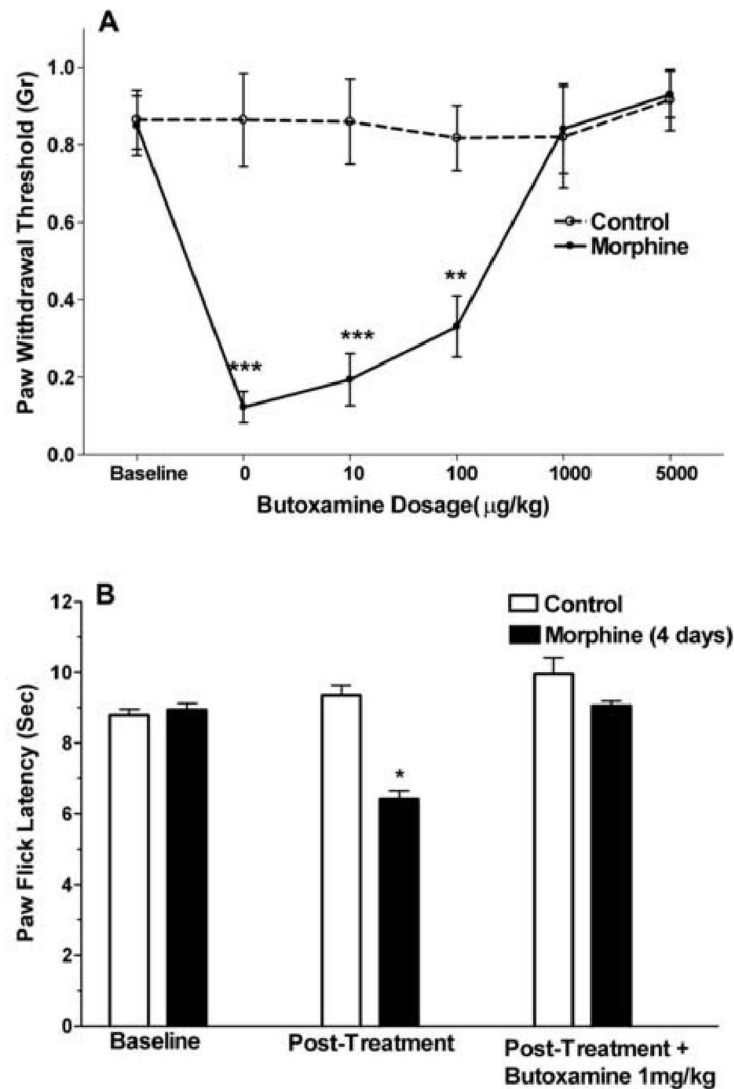 A
Paw Withdrawal Threshold (Gr)
1.0
0.8
0.6
0.4
0.2
0.0
Control
Morphine
***
***
**
Baseline
0
10
100
1000
5000
Butoxamine Dosage(μg/kg)
B
Paw Flick Latency (Sec)
12
10
8
6
4
2
0
Control
Morphine (4 days)
*
Baseline
Post-Treatment
Post-Treatment +
Butoxamine 1mg/kg